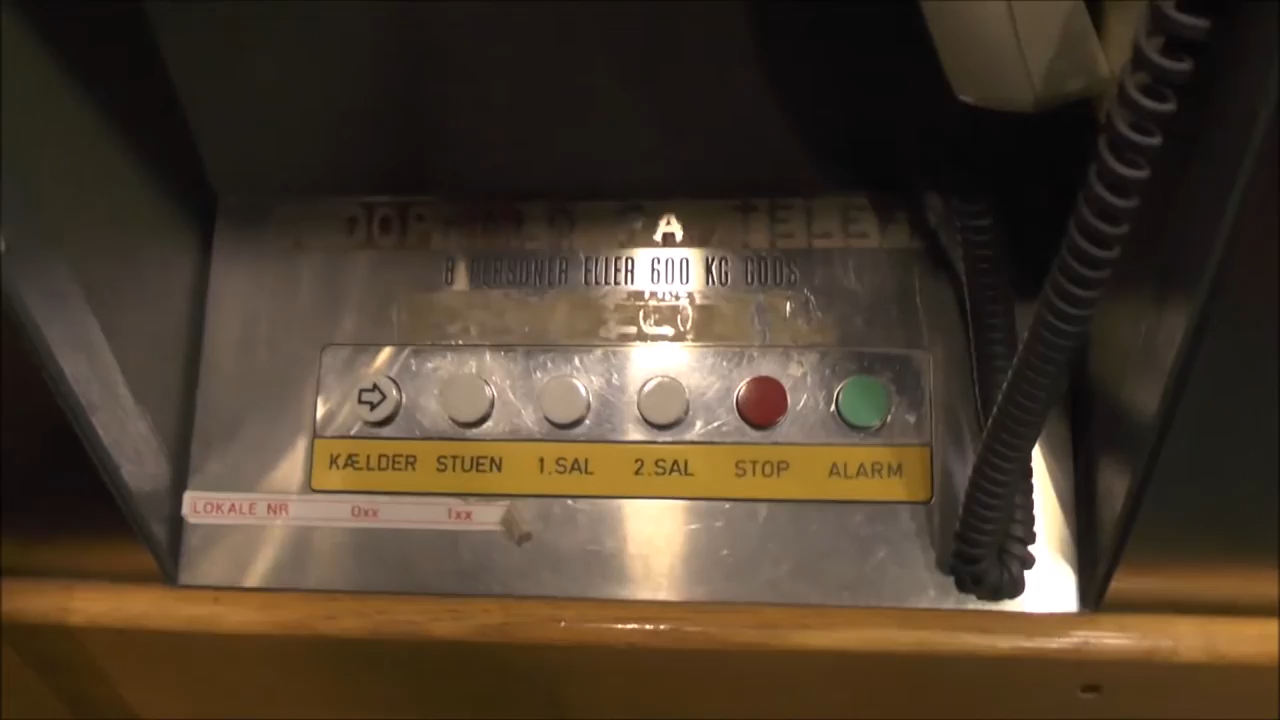 A
8 PERSONER ELLER 600 KG GODS
KÆLDER STUEN 1.SAL 2.SAL STOP ALARM
LOKALE NR 0xx 1xx